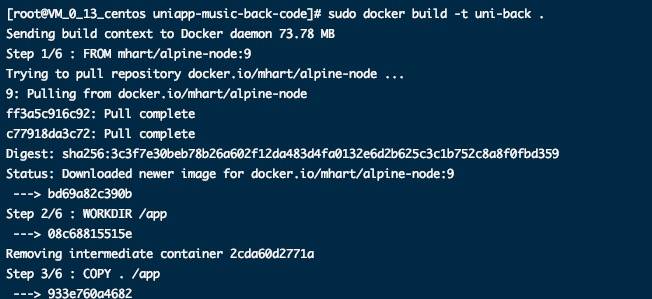 [root@VM_0_13_centos uniapp-music-back-code]# sudo docker build -t uni-back .
Sending build context to Docker daemon 73.78 MB
Step 1/6 : FROM mhart/alpine-node:9
Trying to pull repository docker.io/mhart/alpine-node ...
9: Pulling from docker.io/mhart/alpine-node
ff3a5c916c92: Pull complete
c77918da3c72: Pull complete
Digest: sha256:3c3f7e30beb78b26a602f12da483d4fa0132e6d2b625c3c1b752c8a8f0fbd359
Status: Downloaded newer image for docker.io/mhart/alpine-node:9
---> bd69a82c390b
Step 2/6 : WORKDIR /app
---> 08c68815515e
Removing intermediate container 2cda60d2771a
Step 3/6 : COPY . /app
---> 933e760a4682